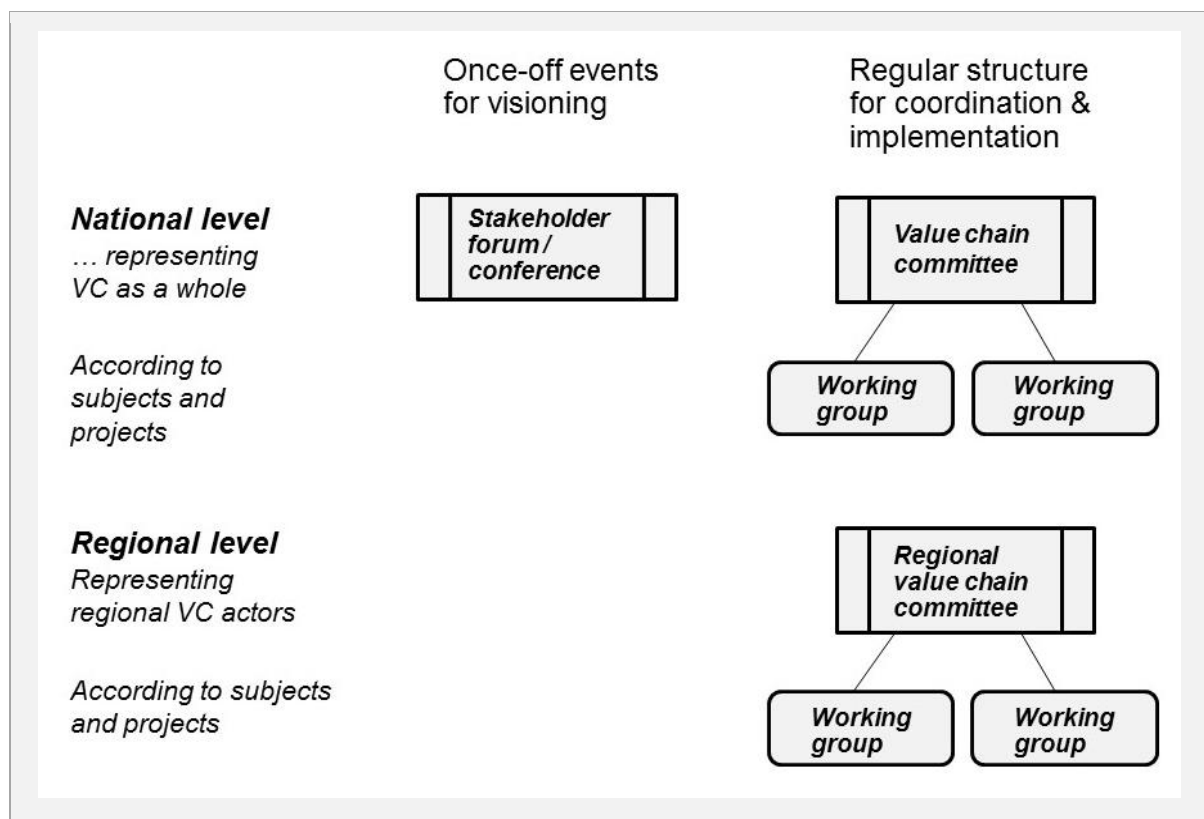 Once-off events
for visioning
Regular structure
for coordination &
implementation
National level
… representing
VC as a whole
Stakeholder
forum /
conference
Value chain
committee
According to
subjects and
projects
Working
group
Working
group
Regional level
Representing
regional VC actors
Regional
value chain
committee
According to subjects
and projects
Working
group
Working
group